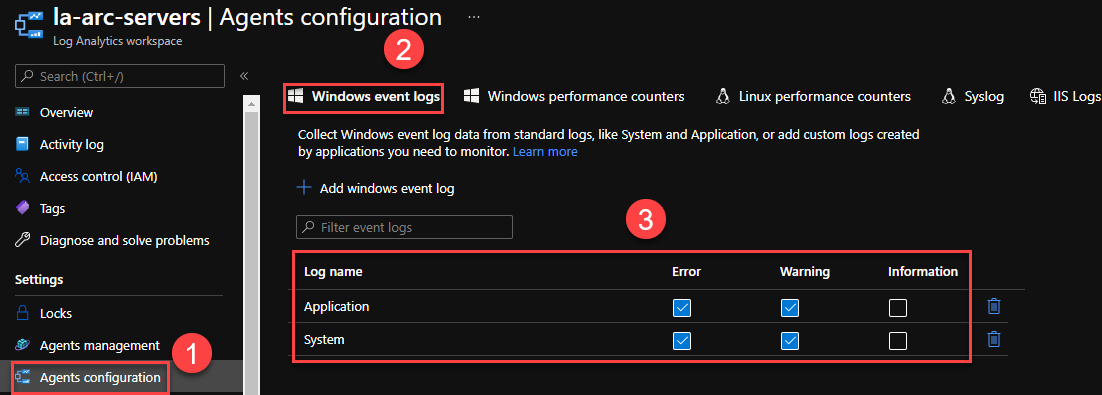 la-arc-servers | Agents configuration ...
Log Analytics workspace
2
Search (Ctrl+/)
«
Overview
Activity log
Access control (IAM)
Tags
Diagnose and solve problems
Settings
Locks
Agents management
1
Agents configuration
Windows event logs Windows performance counters Linux performance counters Syslog IIS Logs
Collect Windows event log data from standard logs, like System and Application, or add custom logs created
by applications you need to monitor. Learn more
+ Add windows event log
Filter event logs
3
Log name Error Warning Information
Application
System